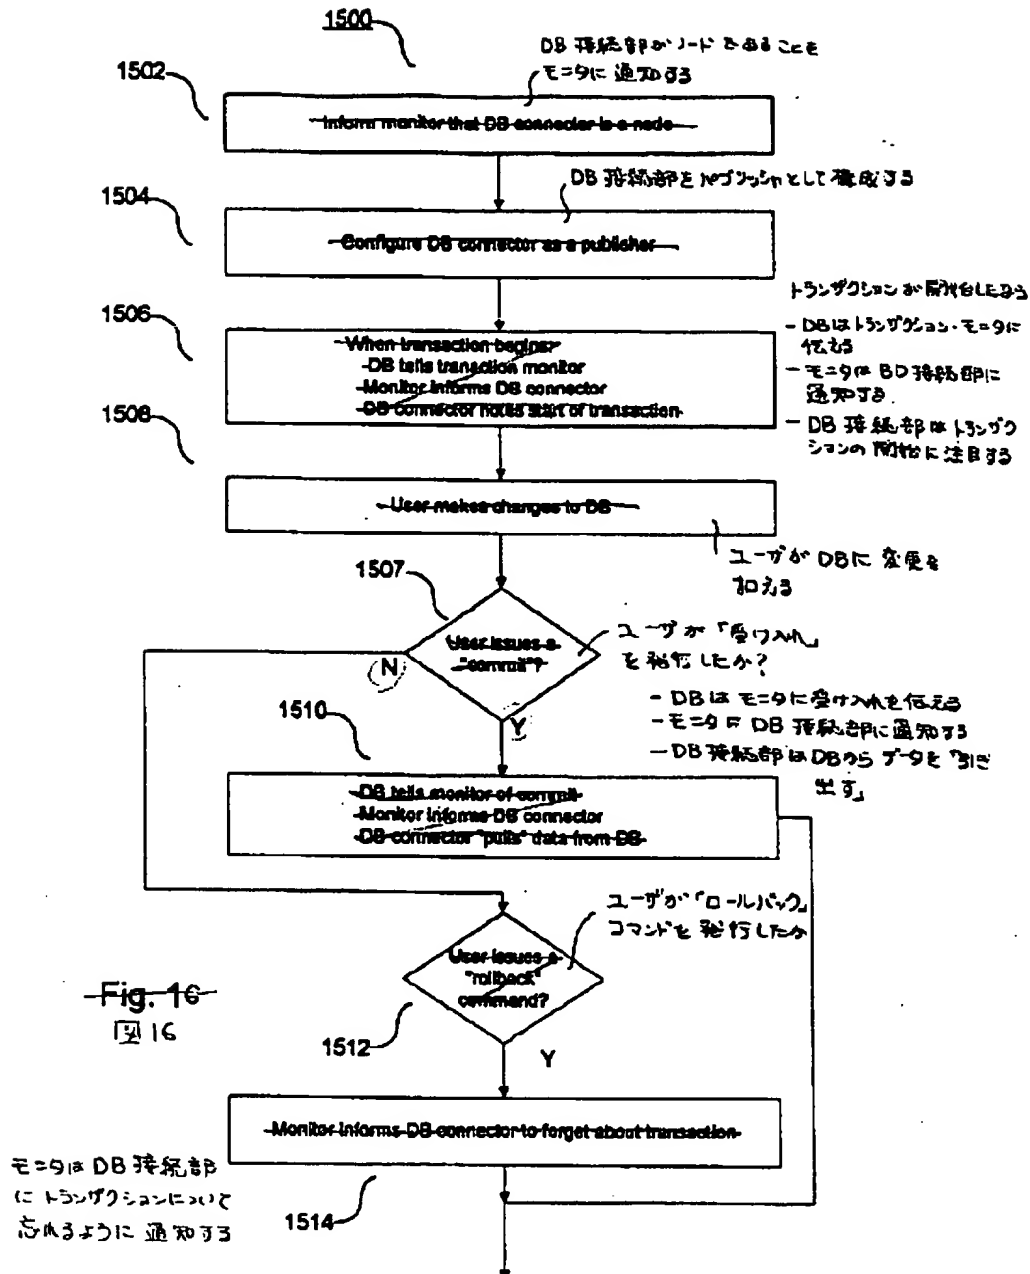 1500
DB 接続部がノードであることを
モニタに通知する
1502
Inform monitor that DB connector is a node
DB 接続部をパブリッシャとして構成する
1504
Configure DB connector as a publisher
トランザクションが開始したなら
1506
When transaction begins:
-DB tells transaction monitor
-Monitor informs DB connector
-DB connector notes start of transaction
- DBはトランザクション・モニタに
伝える
- モニタは BD 接続部に
通知する.
- DB 接続部はトランザク
ションの開始に注目する
1508
User makes changes to DB
ユーザが DBに 変更を
加える
1507
User issues a
"commit"?
N
Y
ユーザが「受け入れ」
を発行したか?
- DBは モニタに受け入れを伝える
- モニタは DB 接続部に通知する
- DB 接続部はDBから データを「引き
出す」
1510
-DB tells monitor of commit
-Monitor informs DB connector
-DB connector "pulls" data from DB
ユーザが「ロールバック」
コマンドを 発行したか
User issues a
"rollback"
command?
Fig. 16
図16
1512
Y
Monitor informs DB connector to forget about transaction
モニタは DB 接続部
に トランザクションについて
忘れるように 通知する
1514